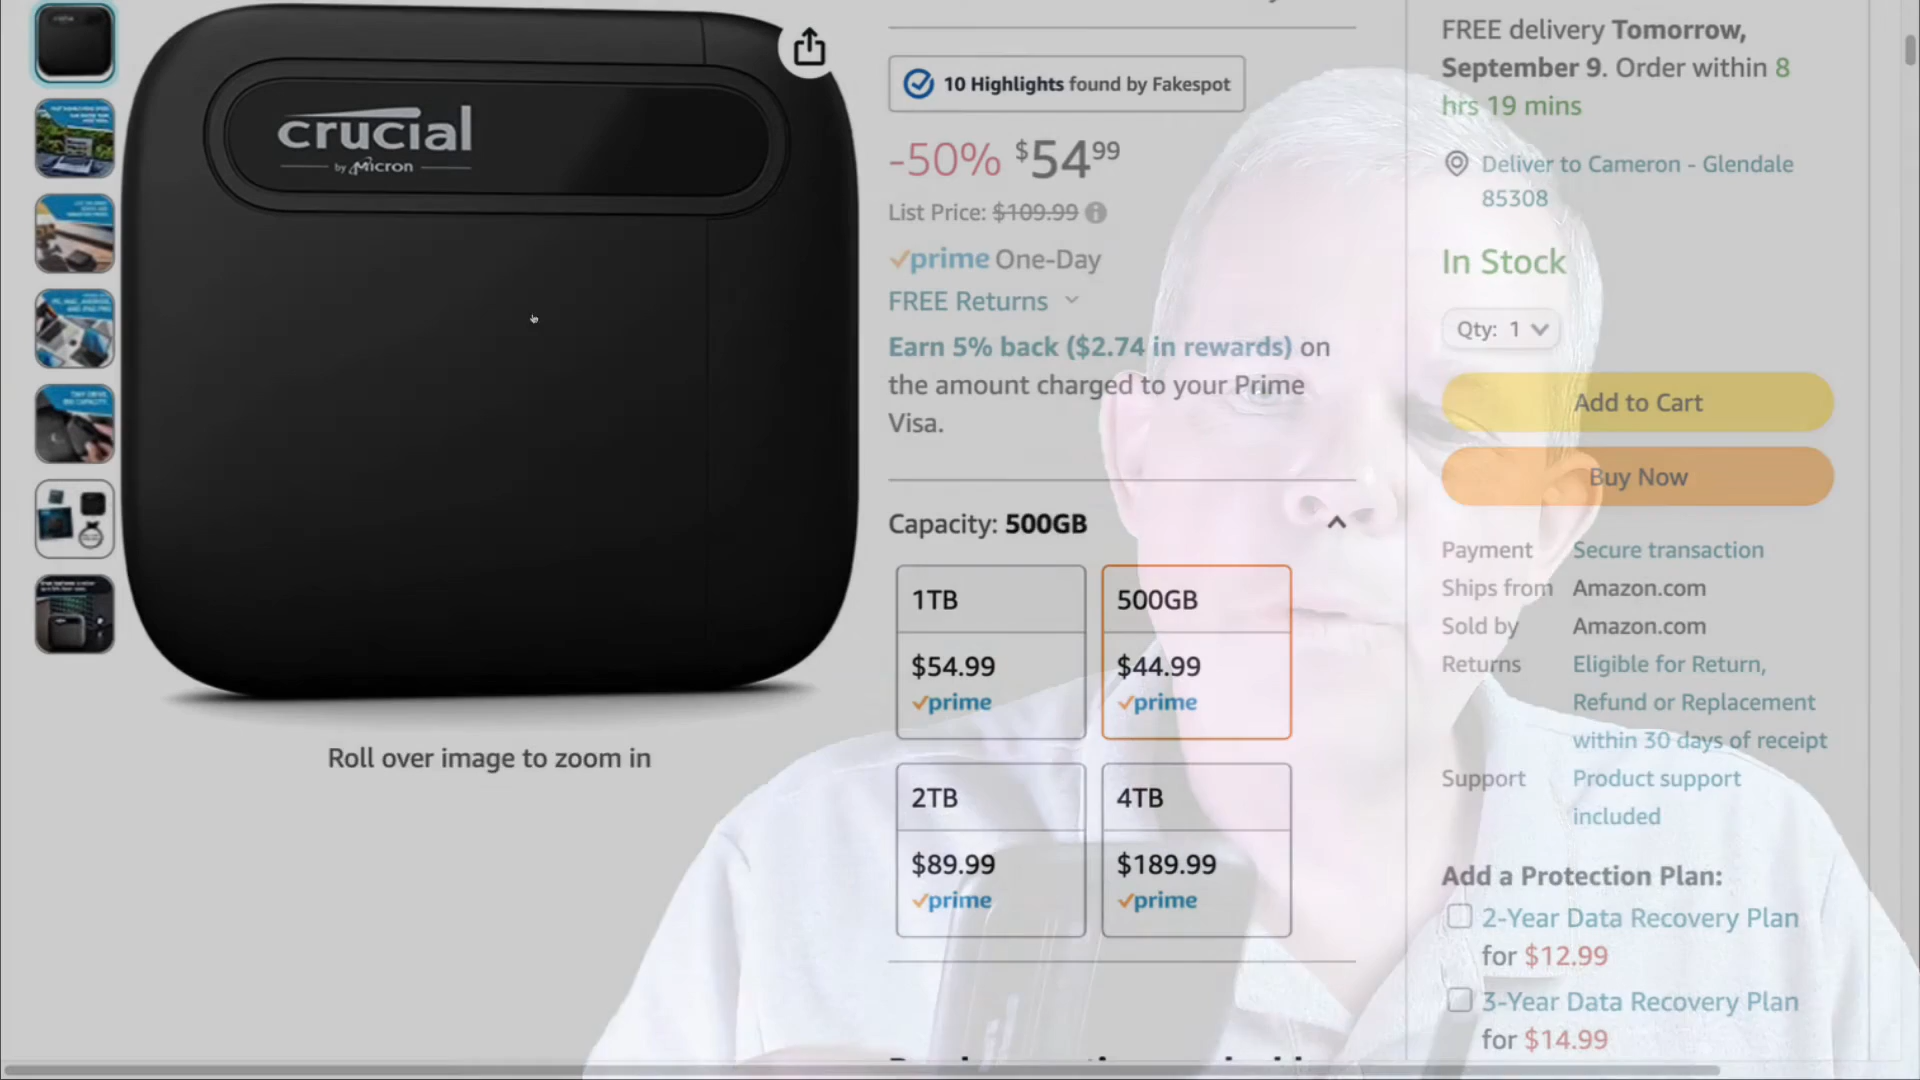 crucial
by Micron
Roll over image to zoom in
10 Highlights found by Fakespot
-50% $54 99
List Price: $109.99
prime One-Day
FREE Returns
Earn 5% back ($2.74 in rewards) on
the amount charged to your Prime
Visa.
Capacity: 500GB
1TB
$54.99
prime
500GB
$44.99
prime
2TB
$89.99
prime
4TB
$189.99
prime
FREE delivery Tomorrow,
September 9. Order within 8
hrs 19 mins
Deliver to Cameron - Glendale
85308
In Stock
Qty: 1
Add to Cart
Buy Now
Payment Secure transaction
Ships from Amazon.com
Sold by Amazon.com
Returns Eligible for Return,
Refund or Replacement
within 30 days of receipt
Support Product support
included
Add a Protection Plan:
2-Year Data Recovery Plan
for $12.99
3-Year Data Recovery Plan
for $14.99